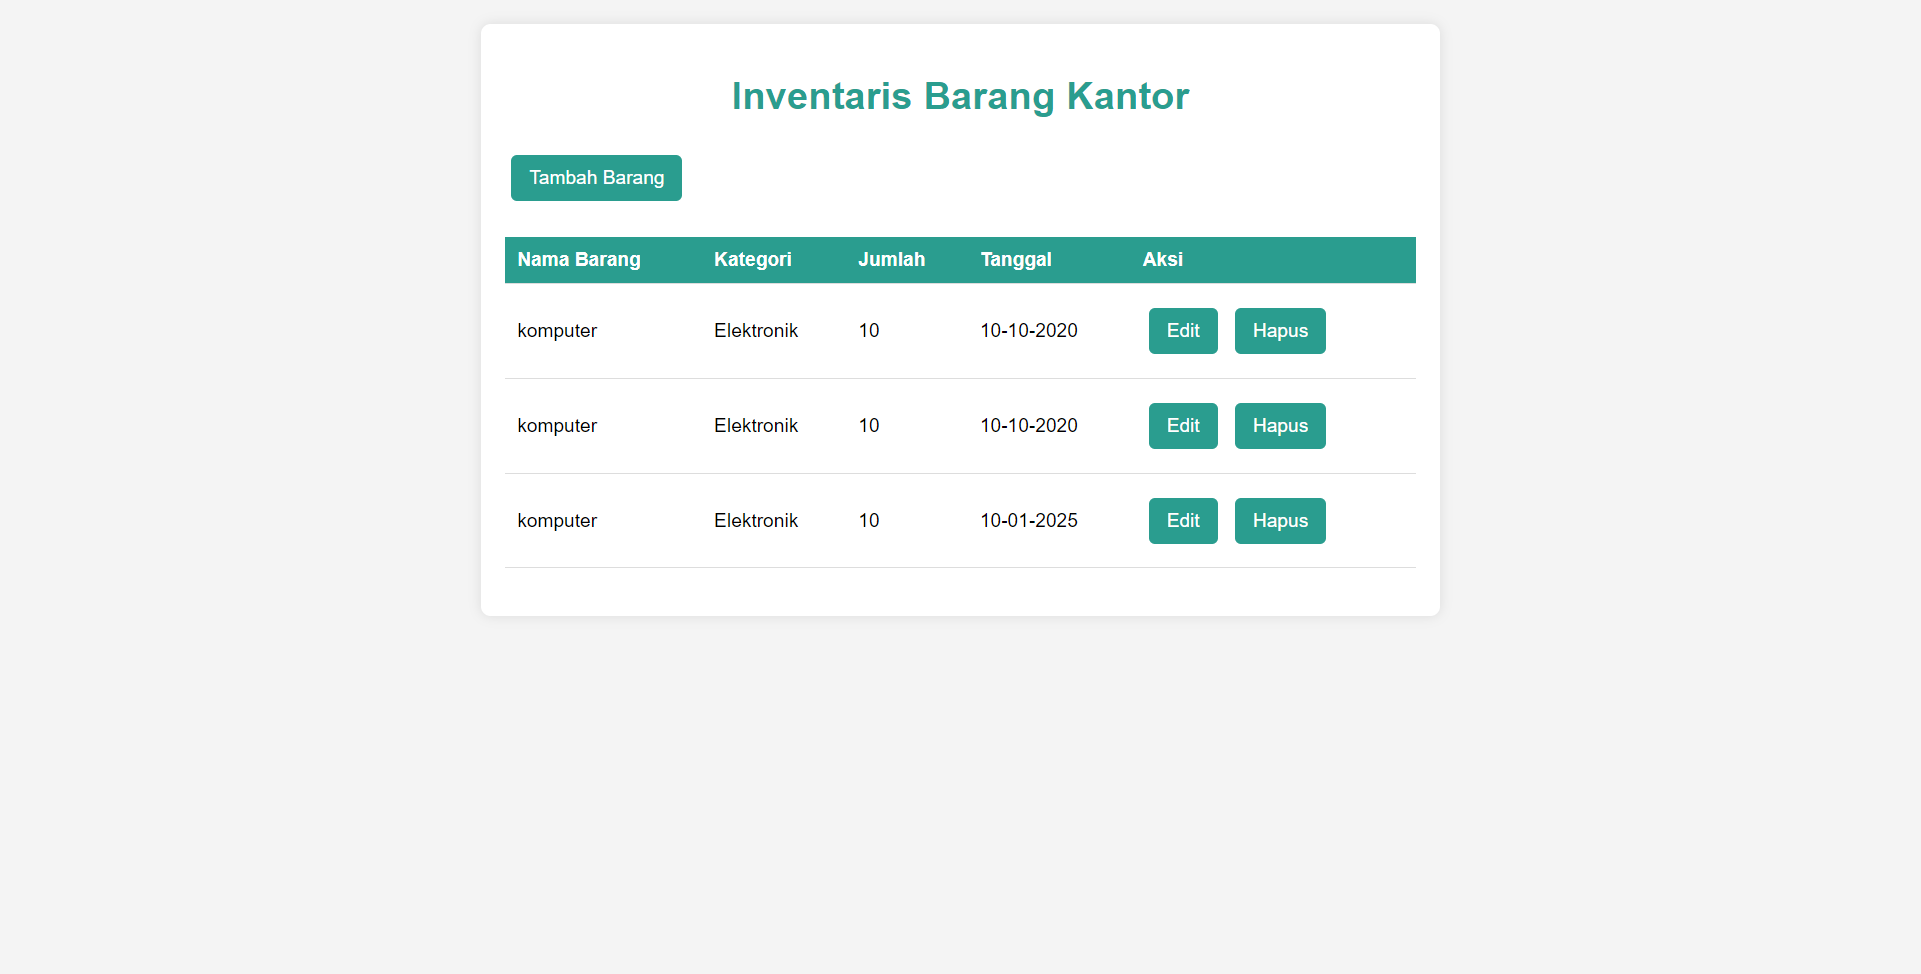 Inventaris Barang Kantor
Tambah Barang
Nama Barang Kategori Jumlah Tanggal Aksi
komputer Elektronik 10 10-10-2020 Edit Hapus
komputer Elektronik 10 10-10-2020 Edit Hapus
komputer Elektronik 10 10-01-2025 Edit Hapus